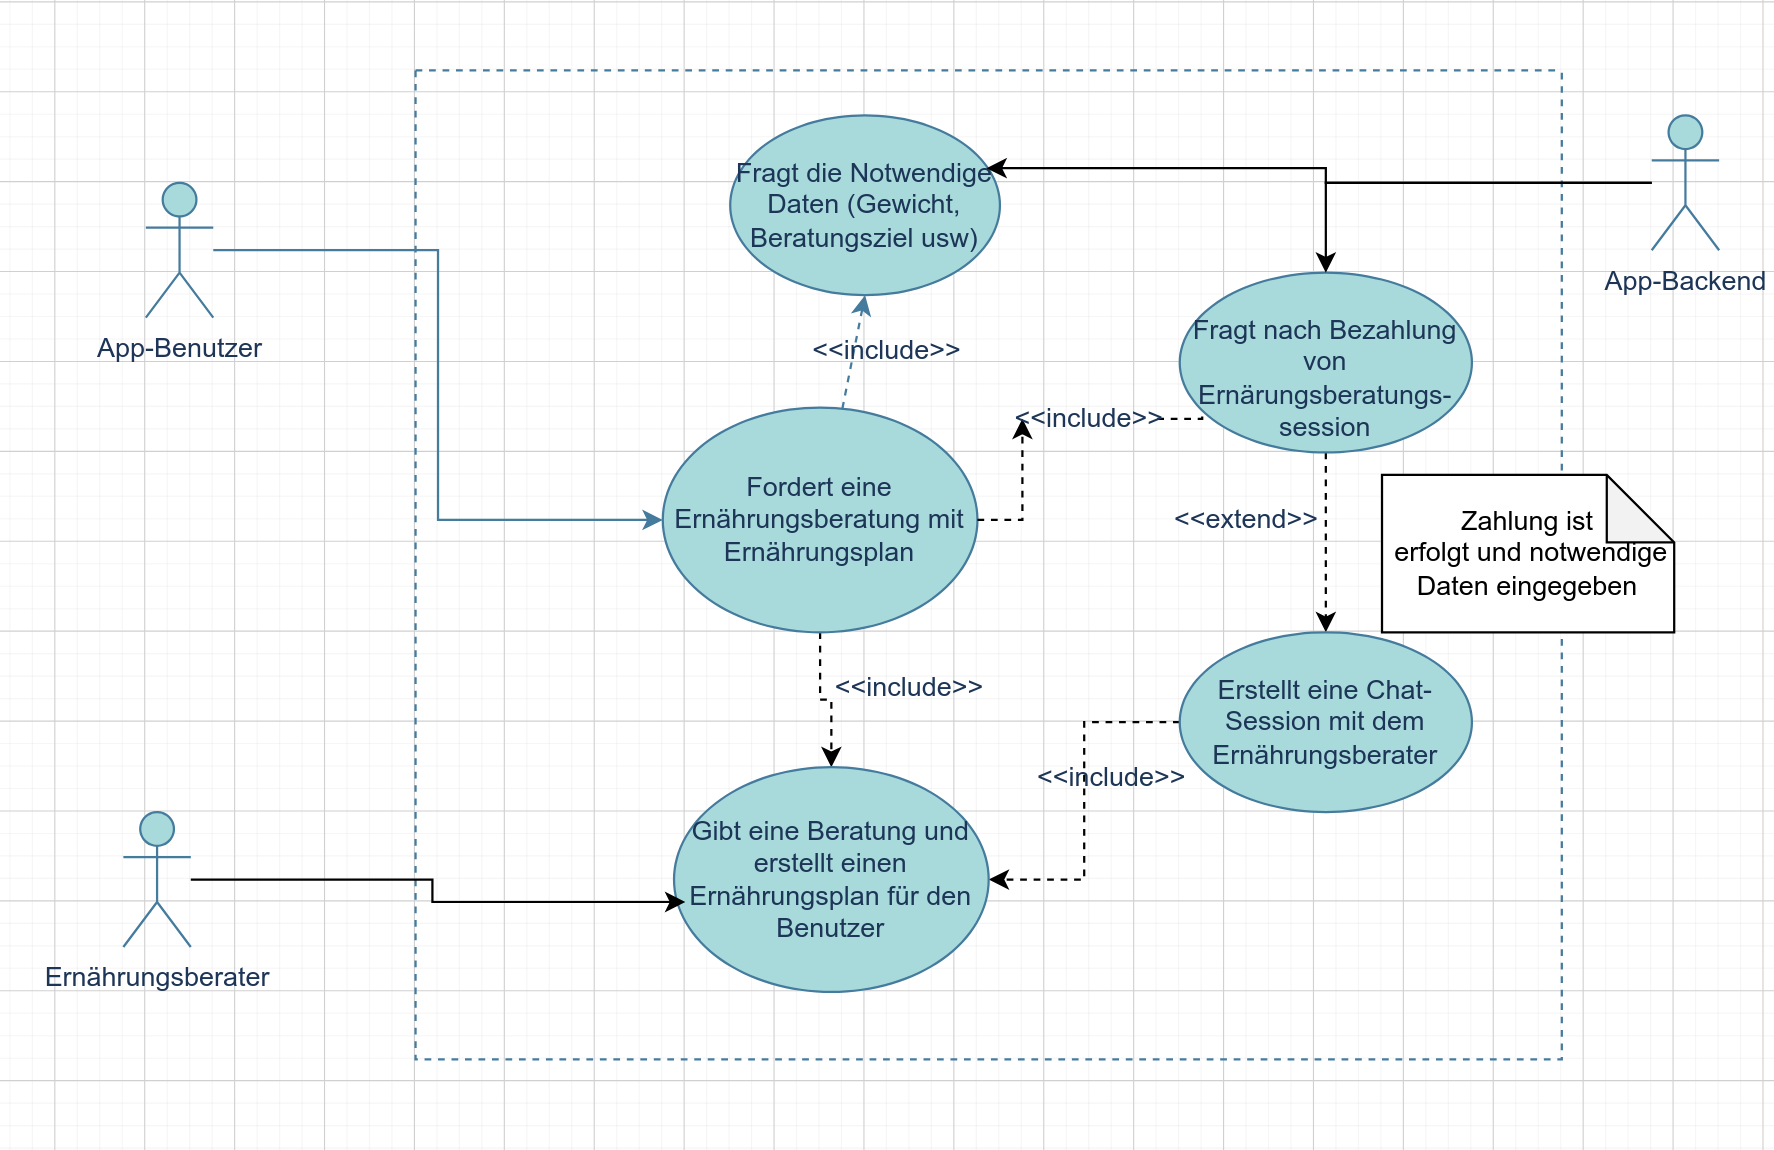 Fragt die Notwendige
Daten (Gewicht,
Beratungsziel usw)
App-Backend
App-Benutzer
<<include>>
Fragt nach Bezahlung
von
Ernärungsberatungs-
session
<<include>>
Fordert eine
Ernährungsberatung mit
Ernährungsplan
<<extend>>
Zahlung ist
erfolgt und notwendige
Daten eingegeben
<<include>>
Erstellt eine Chat-
Session mit dem
Ernährungsberater
<<include>>
Gibt eine Beratung und
erstellt einen
Ernährungsplan für den
Benutzer
Ernährungsberater